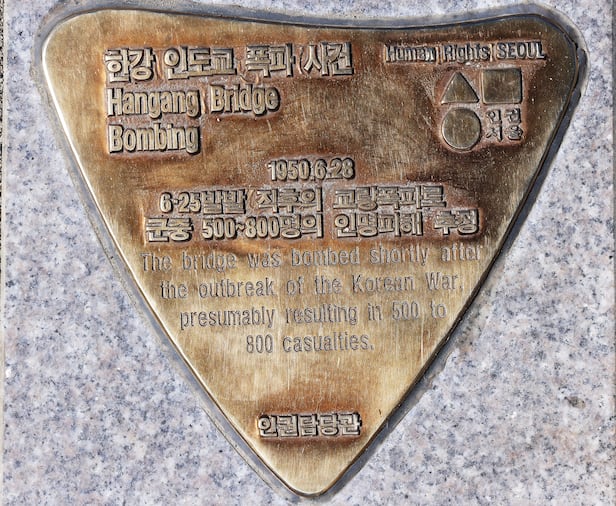 한강 인도교 폭파 사건
Hangang Bridge
Bombing
Human Rights SEOUL
인권
서울
1950.6.28
6·25발발 직후의 교량폭파로
군중 500~800명의 인명피해 추정
The bridge was bombed shortly after
the outbreak of the Korean War,
presumably resulting in 500 to
800 casualties.
인권담당관